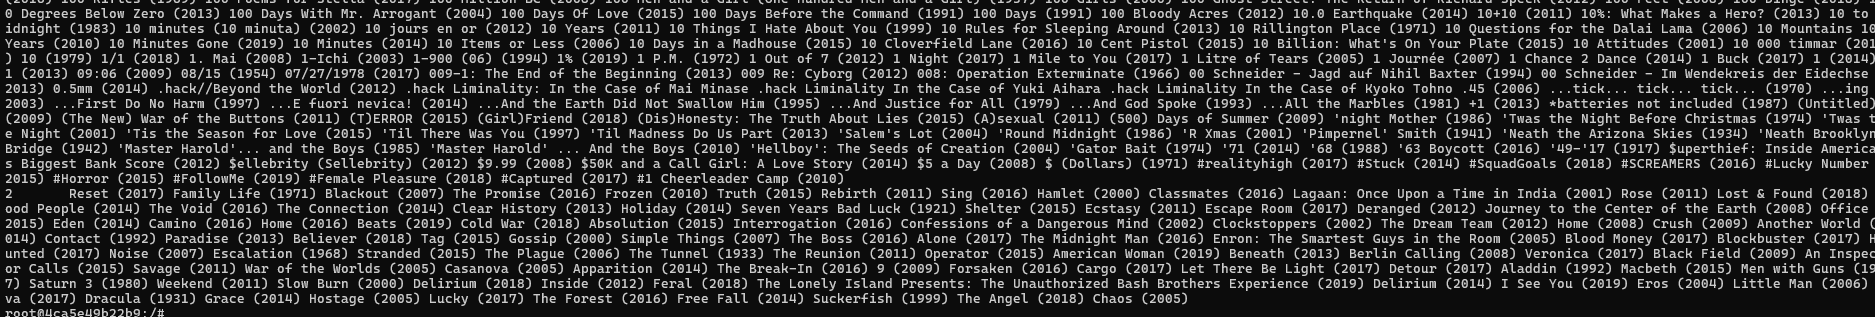 0 Degrees Below Zero (2013) 100 Days With Mr. Arrogant (2004) 100 Days Of Love (2015) 100 Days Before the Command (1991) 100 Days (1991) 100 Bloody Acres (2012) 10.0 Earthquake (2014) 10+10 (2011) 10%: What Makes a Hero? (2013) 10 to
idnight (1983) 10 minutes (10 minuta) (2002) 10 jours en or (2012) 10 Years (2011) 10 Things I Hate About You (1999) 10 Rules for Sleeping Around (2013) 10 Rillington Place (1971) 10 Questions for the Dalai Lama (2006) 10 Mountains 10
Years (2010) 10 Minutes Gone (2019) 10 Minutes (2014) 10 Items or Less (2006) 10 Days in a Madhouse (2015) 10 Cloverfield Lane (2016) 10 Cent Pistol (2015) 10 Billion: What's On Your Plate (2015) 10 Attitudes (2001) 10 000 timmar (201
) 10 (1979) 1/1 (2018) 1. Mai (2008) 1-Ichi (2003) 1-900 (06) (1994) 1% (2019) 1 P.M. (1972) 1 Out of 7 (2012) 1 Night (2017) 1 Mile to You (2017) 1 Litre of Tears (2005) 1 Journée (2007) 1 Chance 2 Dance (2014) 1 Buck (2017) 1 (2014)
1 (2013) 09:06 (2009) 08/15 (1954) 07/27/1978 (2017) 009-1: The End of the Beginning (2013) 009 Re: Cyborg (2012) 008: Operation Exterminate (1966) 00 Schneider - Jagd auf Nihil Baxter (1994) 00 Schneider - Im Wendekreis der Eidechse
2013) 0.5mm (2014) .hack//Beyond the World (2012) .hack Liminality: In the Case of Mai Minase .hack Liminality In the Case of Yuki Aihara .hack Liminality In the Case of Kyoko Tohno .45 (2006) ...tick... tick... tick... (1970) ...ing
2003) ...First Do No Harm (1997) ...E fuori nevica! (2014) ...And the Earth Did Not Swallow Him (1995) ...And Justice for All (1979) ...And God Spoke (1993) ...All the Marbles (1981) +1 (2013) *batteries not included (1987) (Untitled)
(2009) (The New) War of the Buttons (2011) (T)ERROR (2015) (Girl)Friend (2018) (Dis)Honesty: The Truth About Lies (2015) (A)sexual (2011) (500) Days of Summer (2009) 'night Mother (1986) 'Twas the Night Before Christmas (1974) 'Twas t
e Night (2001) 'Tis the Season for Love (2015) 'Til There Was You (1997) 'Til Madness Do Us Part (2013) 'Salem's Lot (2004) 'Round Midnight (1986) 'R Xmas (2001) 'Pimpernel' Smith (1941) 'Neath the Arizona Skies (1934) 'Neath Brooklyn
Bridge (1942) 'Master Harold'... and the Boys (1985) 'Master Harold' ... And the Boys (2010) 'Hellboy': The Seeds of Creation (2004) 'Gator Bait (1974) '71 (2014) '68 (1988) '63 Boycott (2016) '49-'17 (1917) $uperthief: Inside America
s Biggest Bank Score (2012) $ellebrity (Sellebrity) (2012) $9.99 (2008) $50K and a Call Girl: A Love Story (2014) $5 a Day (2008) $ (Dollars) (1971) #realityhigh (2017) #Stuck (2014) #SquadGoals (2018) #SCREAMERS (2016) #Lucky Number
2015) #Horror (2015) #FollowMe (2019) #Female Pleasure (2018) #Captured (2017) #1 Cheerleader Camp (2010)
2 Reset (2017) Family Life (1971) Blackout (2007) The Promise (2016) Frozen (2010) Truth (2015) Rebirth (2011) Sing (2016) Hamlet (2000) Classmates (2016) Lagaan: Once Upon a Time in India (2001) Rose (2011) Lost & Found (2018)
ood People (2014) The Void (2016) The Connection (2014) Clear History (2013) Holiday (2014) Seven Years Bad Luck (1921) Shelter (2015) Ecstasy (2011) Escape Room (2017) Deranged (2012) Journey to the Center of the Earth (2008) Office
2015) Eden (2014) Camino (2016) Home (2016) Beats (2019) Cold War (2018) Absolution (2015) Interrogation (2016) Confessions of a Dangerous Mind (2002) Clockstoppers (2002) The Dream Team (2012) Home (2008) Crush (2009) Another World (
014) Contact (1992) Paradise (2013) Believer (2018) Tag (2015) Gossip (2000) Simple Things (2007) The Boss (2016) Alone (2017) The Midnight Man (2016) Enron: The Smartest Guys in the Room (2005) Blood Money (2017) Blockbuster (2017)
unted (2017) Noise (2007) Escalation (1968) Stranded (2015) The Plague (2006) The Tunnel (1933) The Reunion (2011) Operator (2015) American Woman (2019) Beneath (2013) Berlin Calling (2008) Veronica (2017) Black Field (2009) An Inspec
or Calls (2015) Savage (2011) War of the Worlds (2005) Casanova (2005) Apparition (2014) The Break-In (2016) 9 (2009) Forsaken (2016) Cargo (2017) Let There Be Light (2017) Detour (2017) Aladdin (1992) Macbeth (2015) Men with Guns (19
7) Saturn 3 (1980) Weekend (2011) Slow Burn (2000) Delirium (2018) Inside (2012) Feral (2018) The Lonely Island Presents: The Unauthorized Bash Brothers Experience (2019) Delirium (2014) I See You (2019) Eros (2004) Little Man (2006)
va (2017) Dracula (1931) Grace (2014) Hostage (2005) Lucky (2017) The Forest (2016) Free Fall (2014) Suckerfish (1999) The Angel (2018) Chaos (2005)
root@4ca5e49b22b9:/#